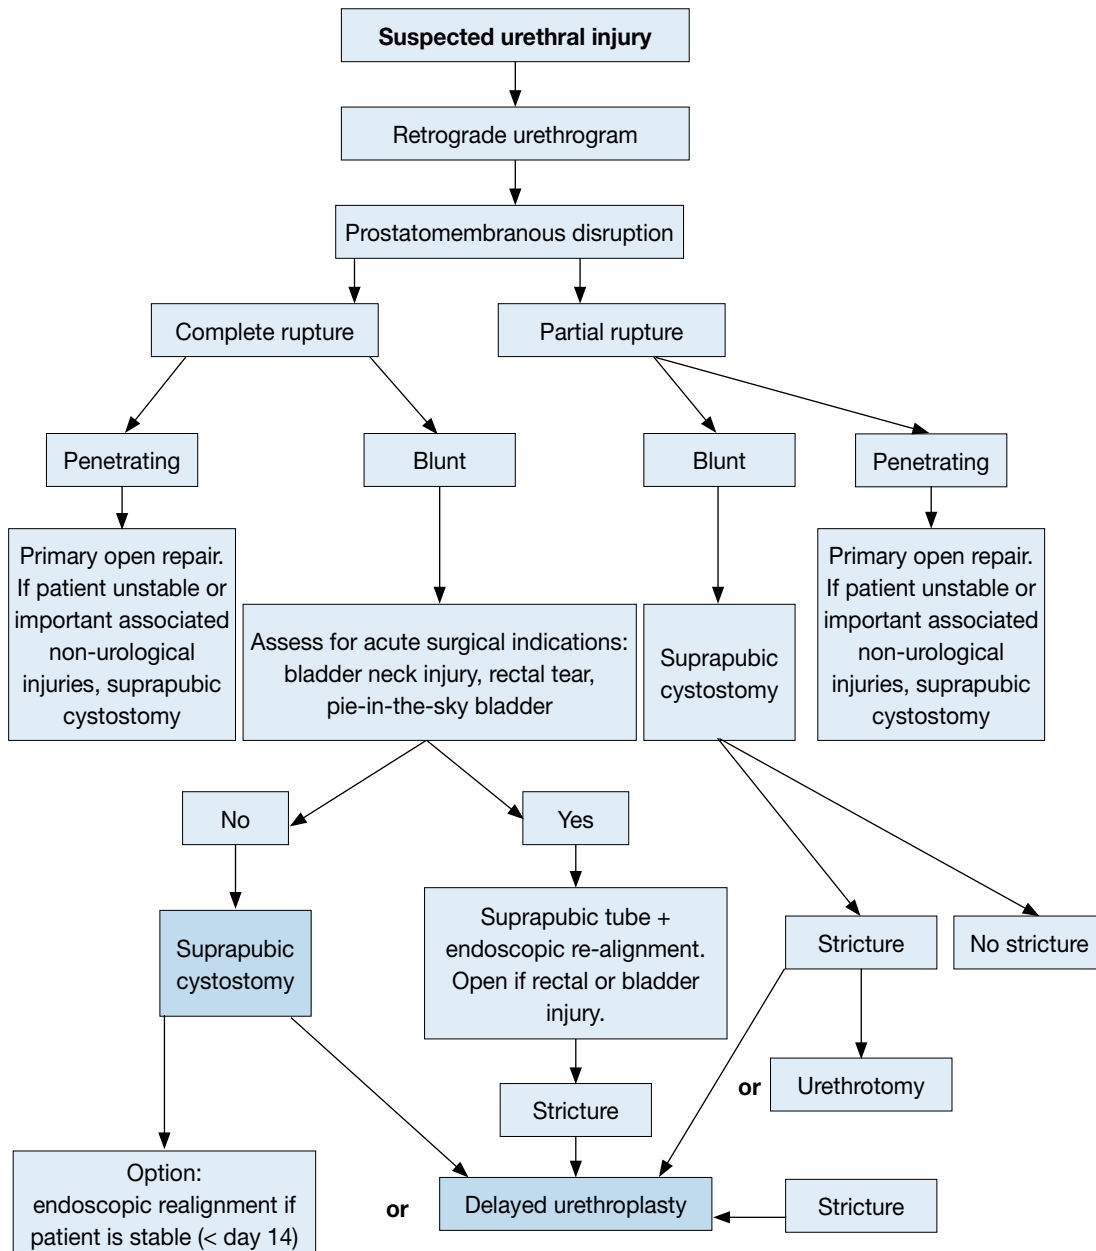 Suspected urethral injury
Retrograde urethrogram
Prostatomembranous disruption
Complete rupture
Partial rupture
Penetrating
Blunt
Blunt
Penetrating
Primary open repair.
If patient unstable or
important associated
non-urological
injuries, suprapubic
cystostomy
Assess for acute surgical indications:
bladder neck injury, rectal tear,
pie-in-the-sky bladder
Suprapubic
cystostomy
Primary open repair.
If patient unstable or
important associated
non-urological
injuries, suprapubic
cystostomy
No
Yes
Suprapubic
cystostomy
Suprapubic tube +
endoscopic re-alignment.
Open if rectal or bladder
injury.
Stricture
No stricture
Stricture
or
Urethrotomy
Option:
endoscopic realignment if
patient is stable (< day 14)
or
Delayed urethroplasty
Stricture